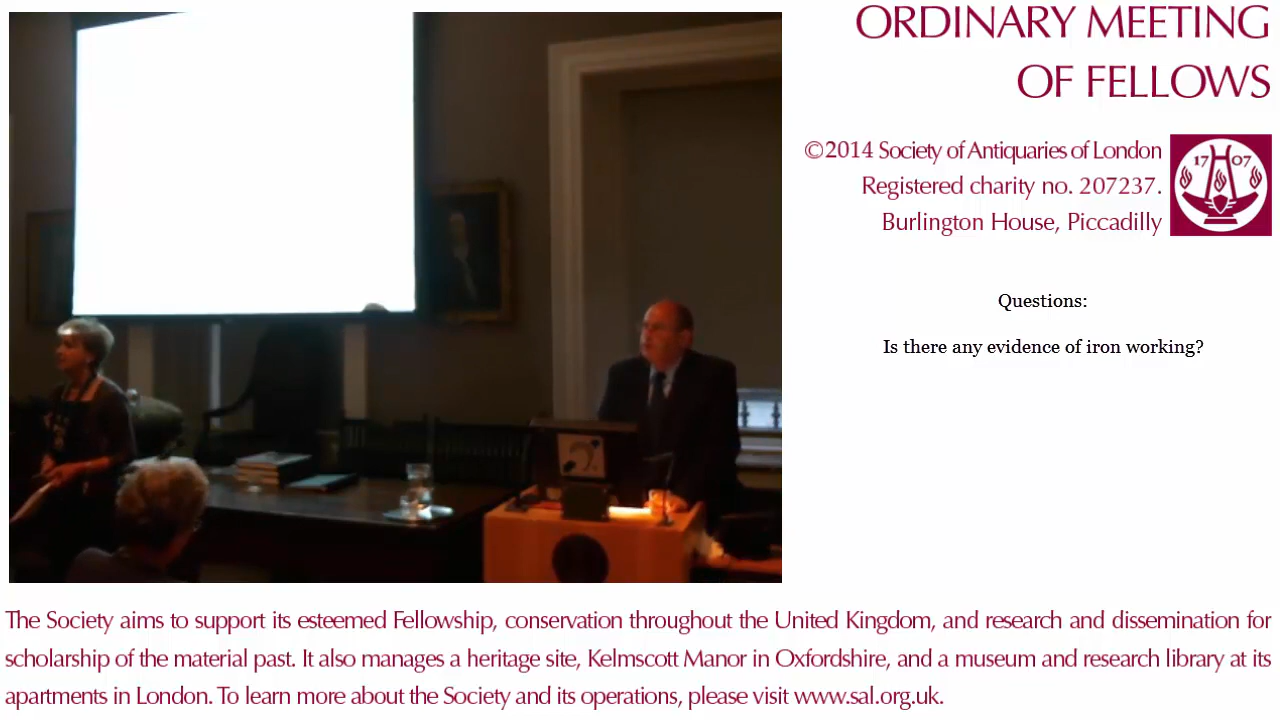 ORDINARY MEETING
OF FELLOWS
©2014 Society of Antiquaries of London
Registered charity no. 207237.
Burlington House, Piccadilly
17 07
Questions:
Is there any evidence of iron working?
The Society aims to support its esteemed Fellowship, conservation throughout the United Kingdom, and research and dissemination for
scholarship of the material past. It also manages a heritage site, Kelmscott Manor in Oxfordshire, and a museum and research library at its
apartments in London. To learn more about the Society and its operations, please visit www.sal.org.uk.